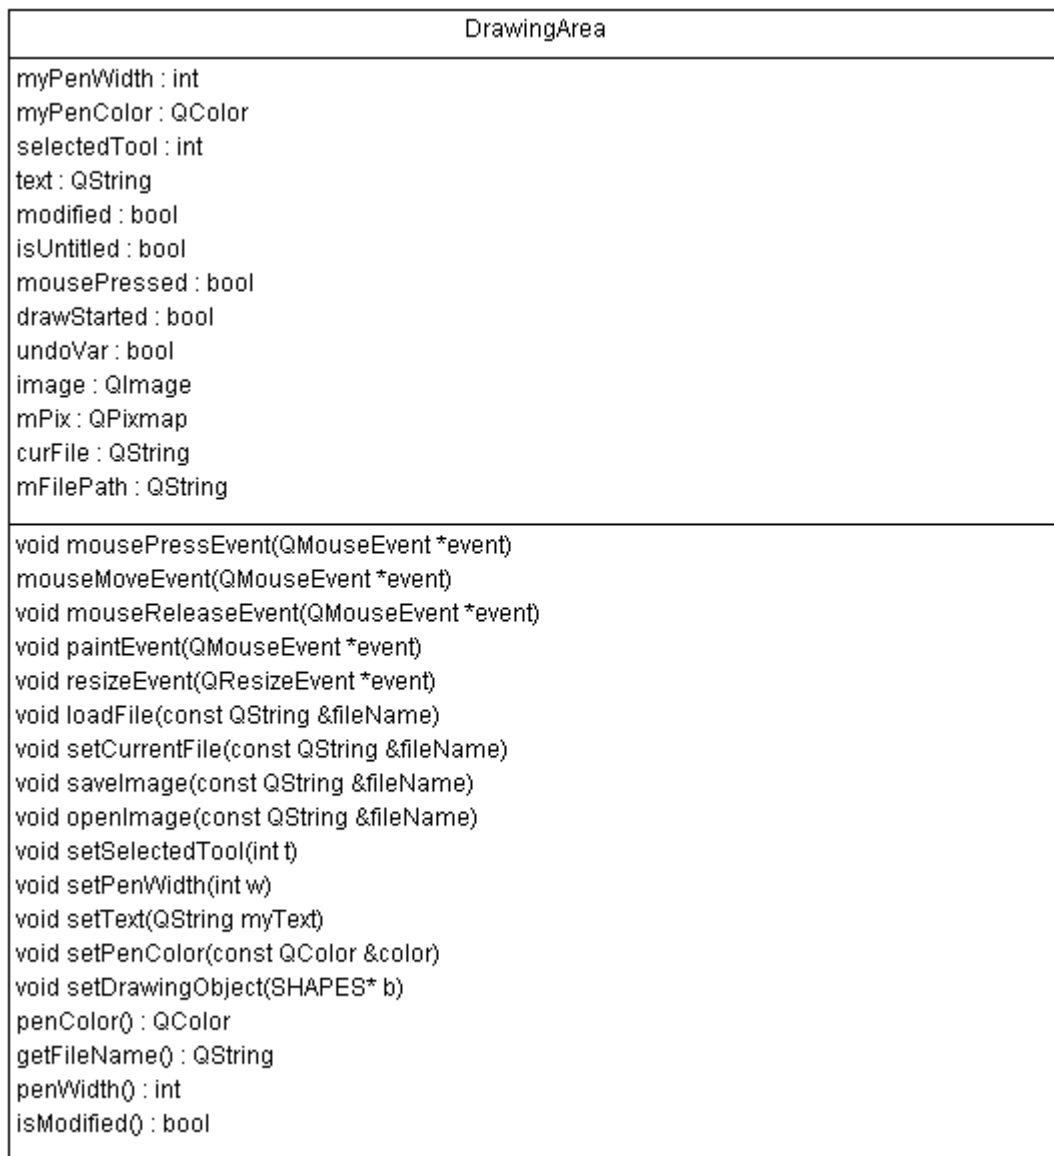 DrawingArea
myPenWidth : int
myPenColor : QColor
selectedTool : int
text : QString
modified : bool
isUntitled : bool
mousePressed : bool
drawStarted : bool
undoVar : bool
image : QImage
mPix : QPixmap
curFile : QString
mFilePath : QString
void mousePressEvent(QMouseEvent *event)
mouseMoveEvent(QMouseEvent *event)
void mouseReleaseEvent(QMouseEvent *event)
void paintEvent(QMouseEvent *event)
void resizeEvent(QResizeEvent *event)
void loadFile(const QString &fileName)
void setCurrentFile(const QString &fileName)
void saveImage(const QString &fileName)
void openImage(const QString &fileName)
void setSelectedTool(int t)
void setPenWidth(int w)
void setText(QString myText)
void setPenColor(const QColor &color)
void setDrawingObject(SHAPES* b)
penColor() : QColor
getFileName() : QString
penWidth() : int
isModified() : bool